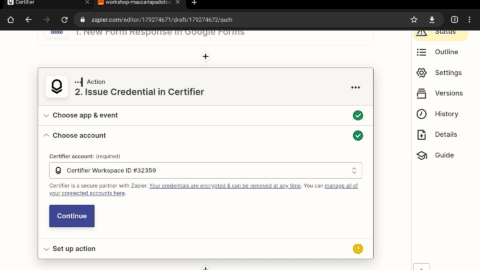 Certifier
workshop-maccariapadotc
zapier.com/editor/179274671/draft/179274672/auth
1. New Form Response in Google Forms
Status
Action
2. Issue Credential in Certifier
Outline
Choose app & event
Settings
Choose account
Versions
Certifier account: (required)
History
Certifier Workspace ID #32359
Details
Certifier is a secure partner with Zapier. Your credentials are encrypted & can be removed at any time. You can manage all of
your connected accounts here.
Guide
Continue
Set up action